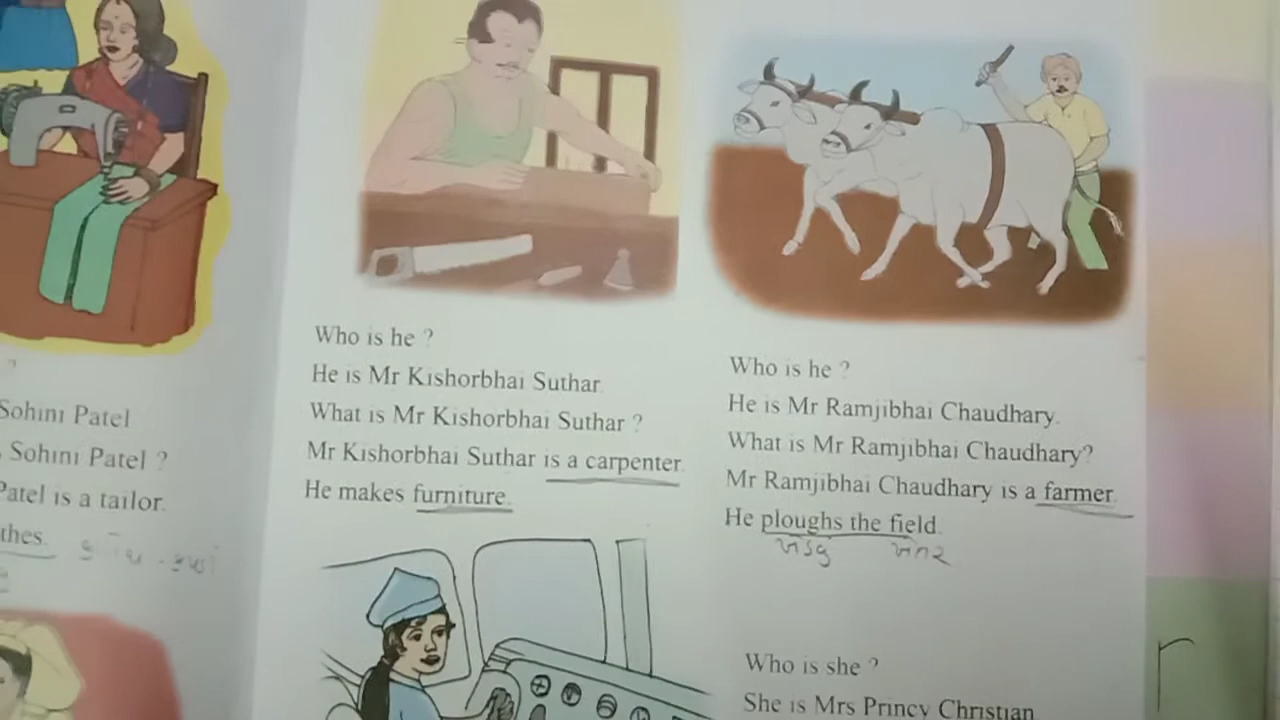 Sohini Patel
Sohini Patel ?
Patel is a tailor.
thes.
Who is he ?
He is Mr Kishorbhai Suthar.
What is Mr Kishorbhai Suthar ?
Mr Kishorbhai Suthar is a carpenter.
He makes furniture.
Who is he ?
He is Mr Ramjibhai Chaudhary.
What is Mr Ramjibhai Chaudhary?
Mr Ramjibhai Chaudhary is a farmer.
He ploughs the field.
ખેતર
Who is she ?
She is Mrs Princy Christian